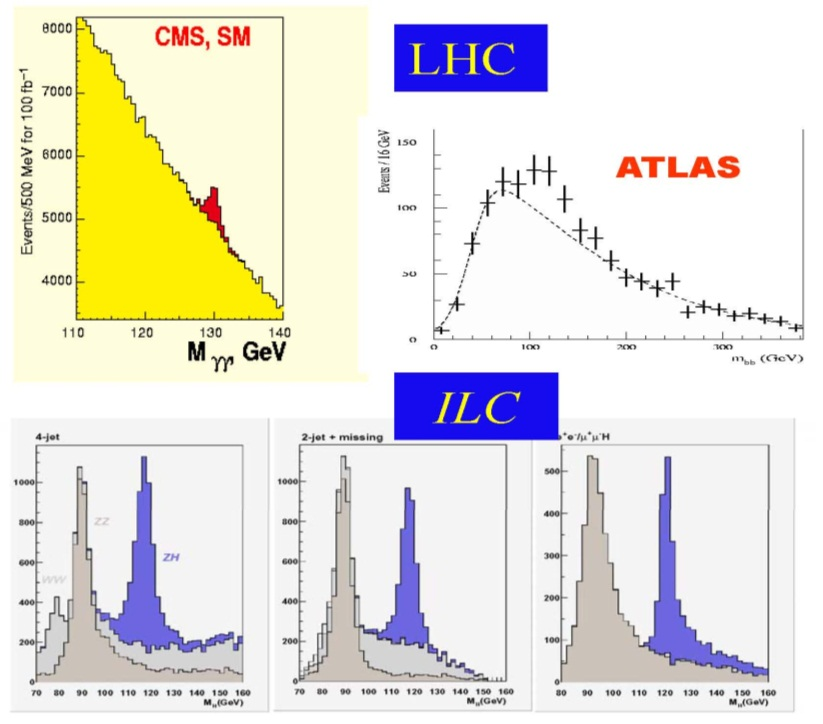 LHC
CMS, SM
Events/500 MeV for 100 fb⁻¹
8000
7000
6000
5000
4000
110 120 130 140
M γγ, GeV
ATLAS
Events / 16 GeV
150
100
50
0
0 100 200 300
m bb (GeV)
ILC
4-jet
1000
800
600
400
200
0
WW
ZZ
ZH
70 80 90 100 110 120 130 140 150 160
M H (GeV)
2-jet + missing
1000
800
600
400
200
0
70 80 90 100 110 120 130 140 150 160
M H (GeV)
e⁺e⁻/μ⁺μ⁻H
500
400
300
200
100
0
80 90 100 110 120 130 140 150 160
M H (GeV)